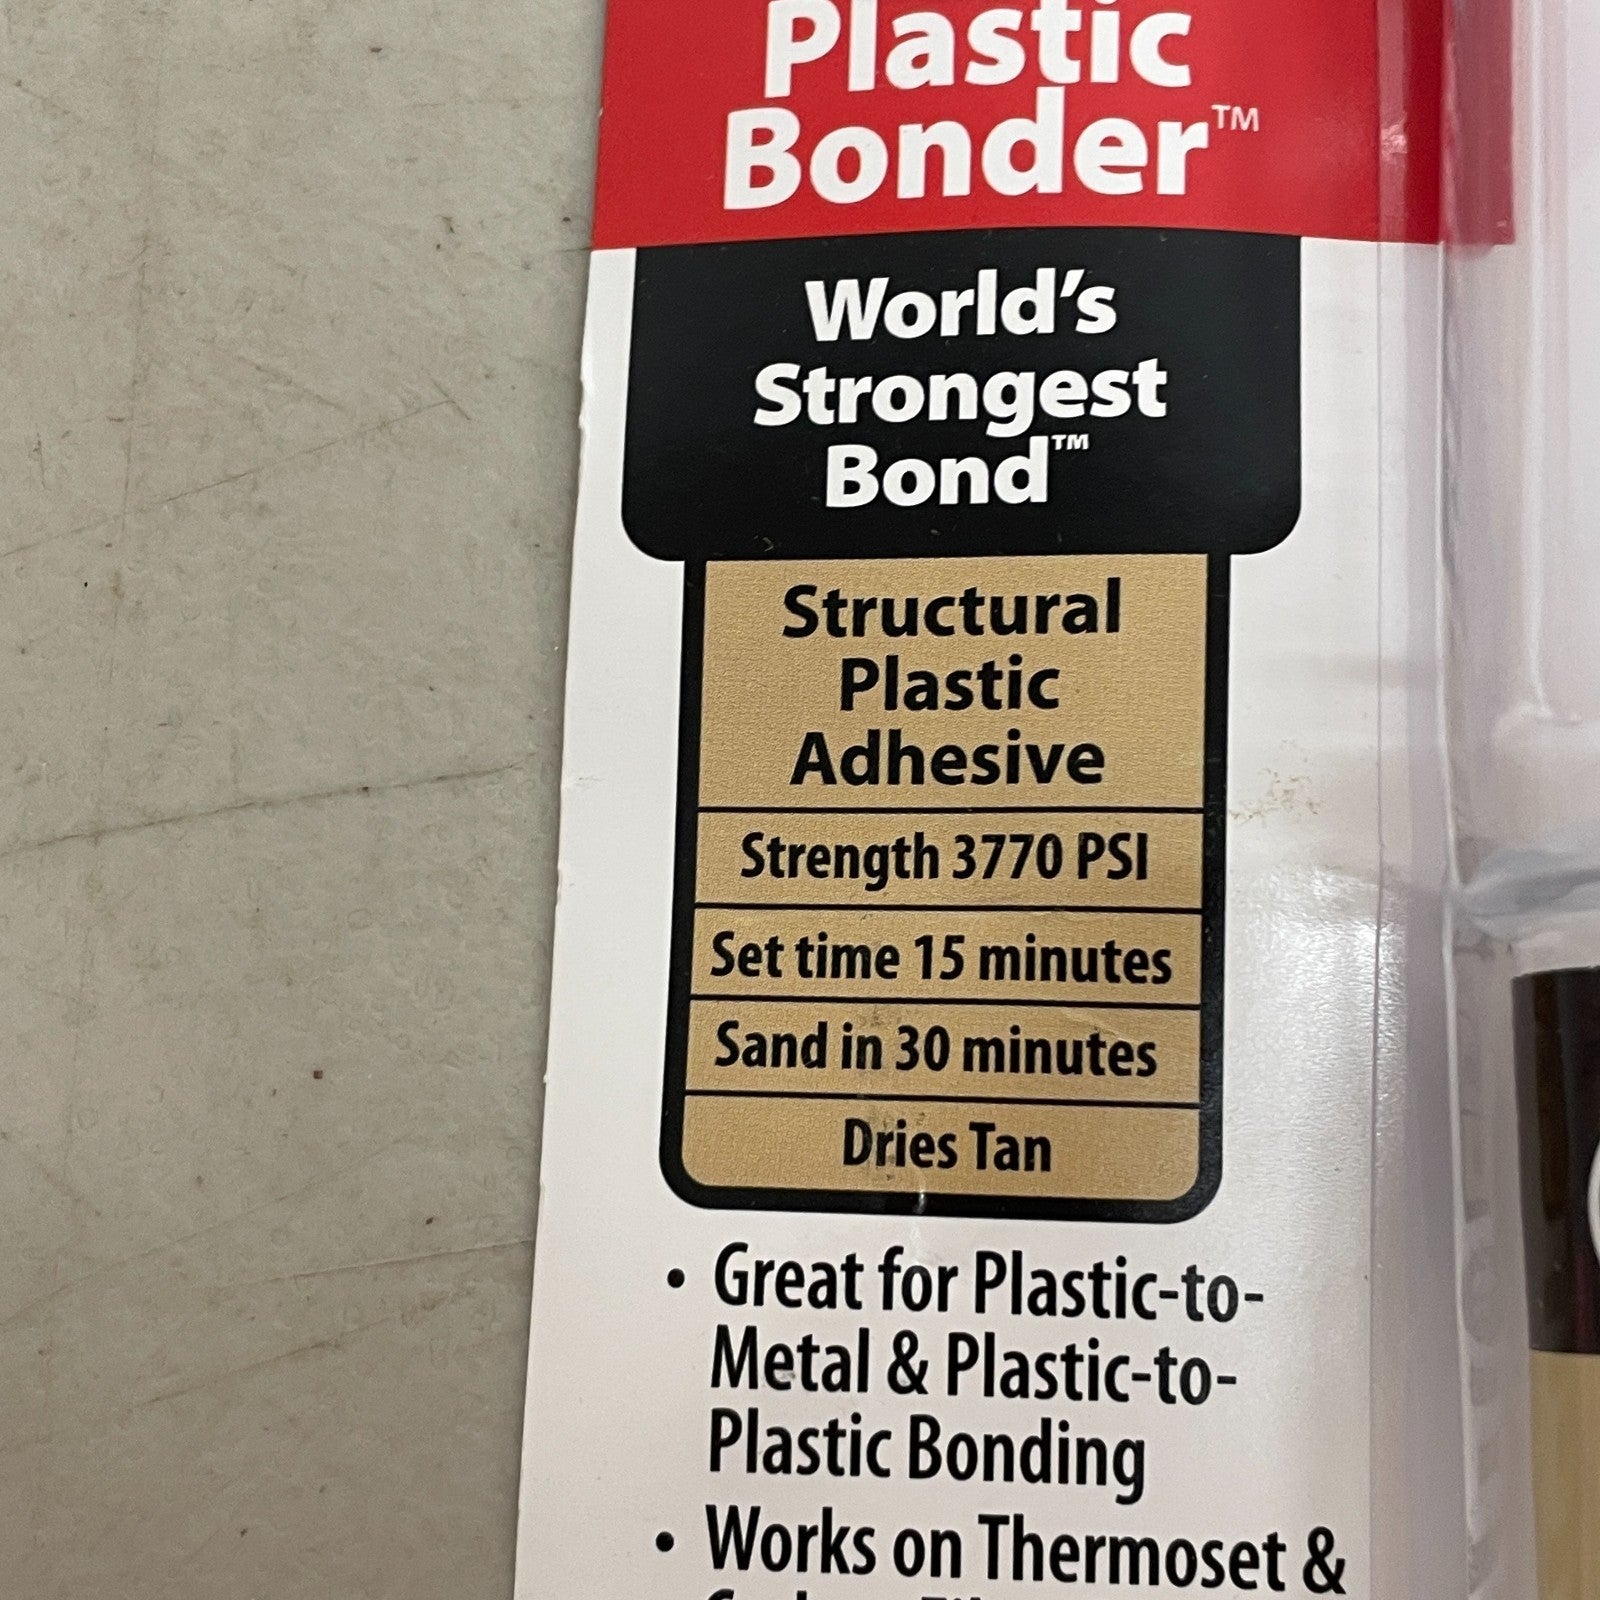 Plastic
Bonder™
World's
Strongest
Bond™
Structural
Plastic
Adhesive
Strength 3770 PSI
Set time 15 minutes
Sand in 30 minutes
Dries Tan
• Great for Plastic-to-
Metal & Plastic-to-
Plastic Bonding
• Works on Thermoset &